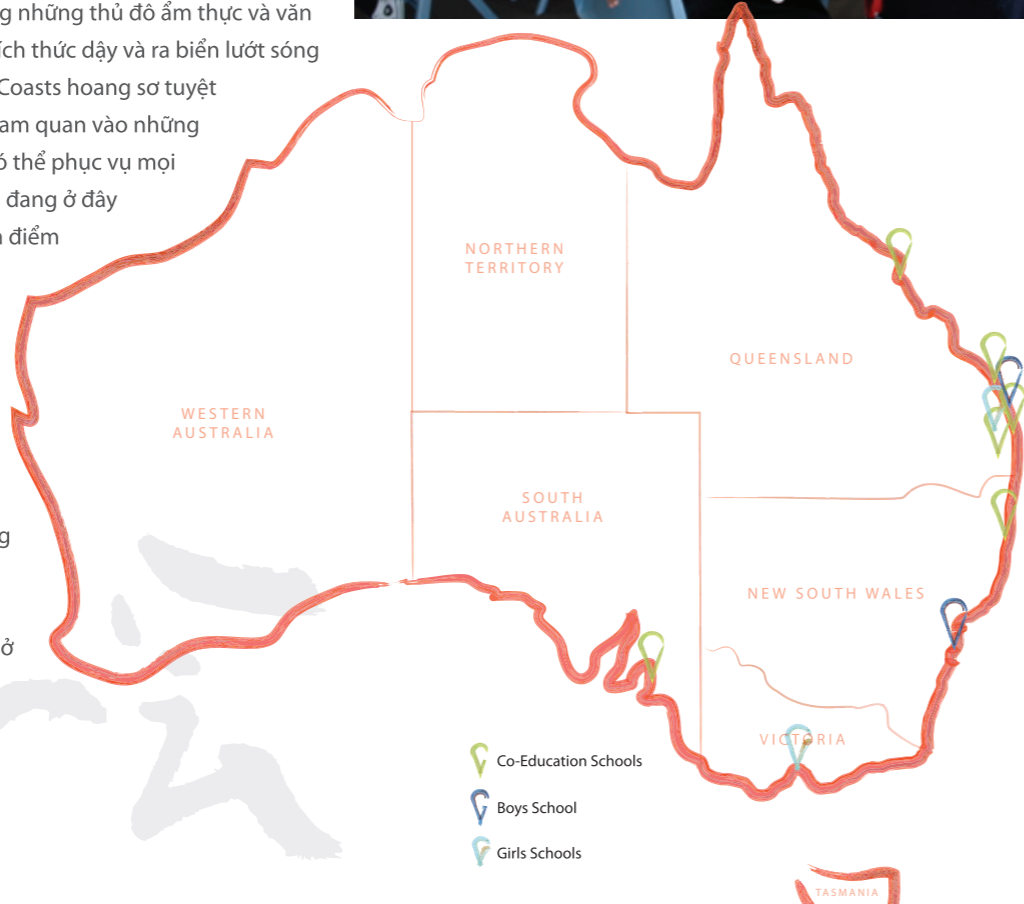 những thủ đô ẩm thực và văn
thức dậy và ra biển lướt sóng
Coasts hoang sơ tuyệt
quan vào những
thể phục vụ mọi
đang ở đây
điểm
NORTHERN
TERRITORY
QUEENSLAND
WESTERN
AUSTRALIA
SOUTH
AUSTRALIA
NEW SOUTH WALES
ở
VICTORIA
Co-Education Schools
Boys School
Girls Schools
TASMANIA